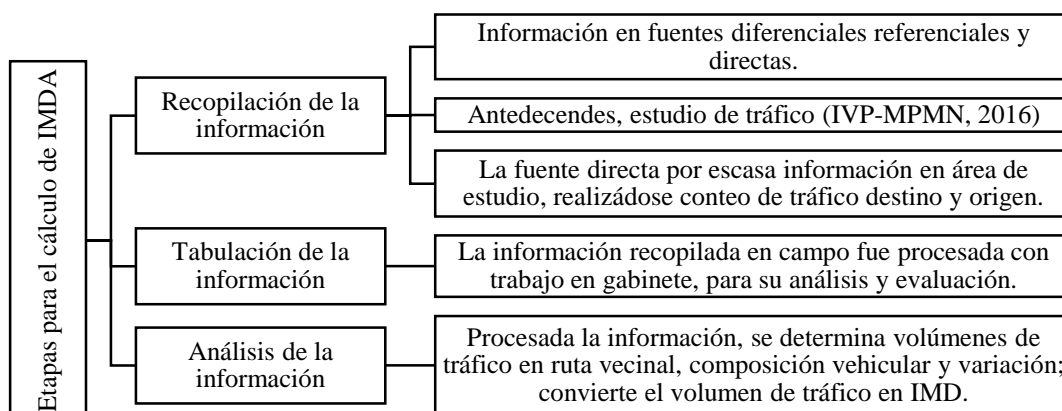 Etapas para el cálculo de IMDA
Recopilación de la
información
Información en fuentes diferenciales referenciales y
directas.
Antedecendes, estudio de tráfico (IVP-MPMN, 2016)
La fuente directa por escasa información en área de
estudio, realizádose conteo de tráfico destino y origen.
Tabulación de la
información
La información recopilada en campo fue procesada con
trabajo en gabinete, para su análisis y evaluación.
Análisis de la
información
Procesada la información, se determina volúmenes de
tráfico en ruta vecinal, composición vehicular y variación;
convierte el volumen de tráfico en IMD.